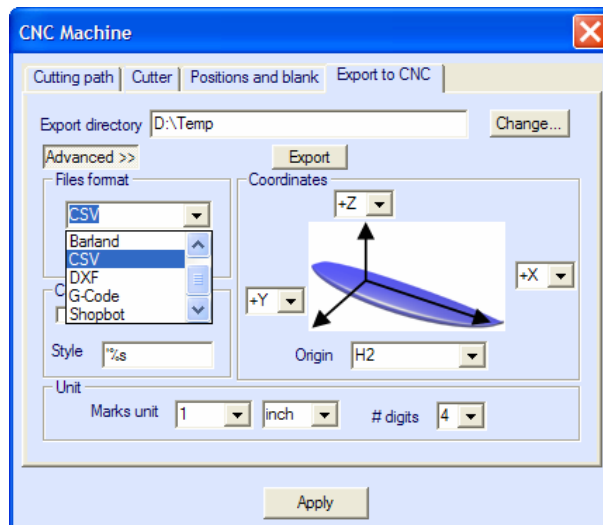 CNC Machine
Cutting path Cutter Positions and blank Export to CNC
Export directory D:\Temp Change...
Advanced >> Export
Files format
CSV
Barland
CSV
DXF
G-Code
Shopbot
C
Style "%s
Coordinates
+Z
+X
+Y
Origin H2
Unit
Marks unit 1 inch # digits 4
Apply